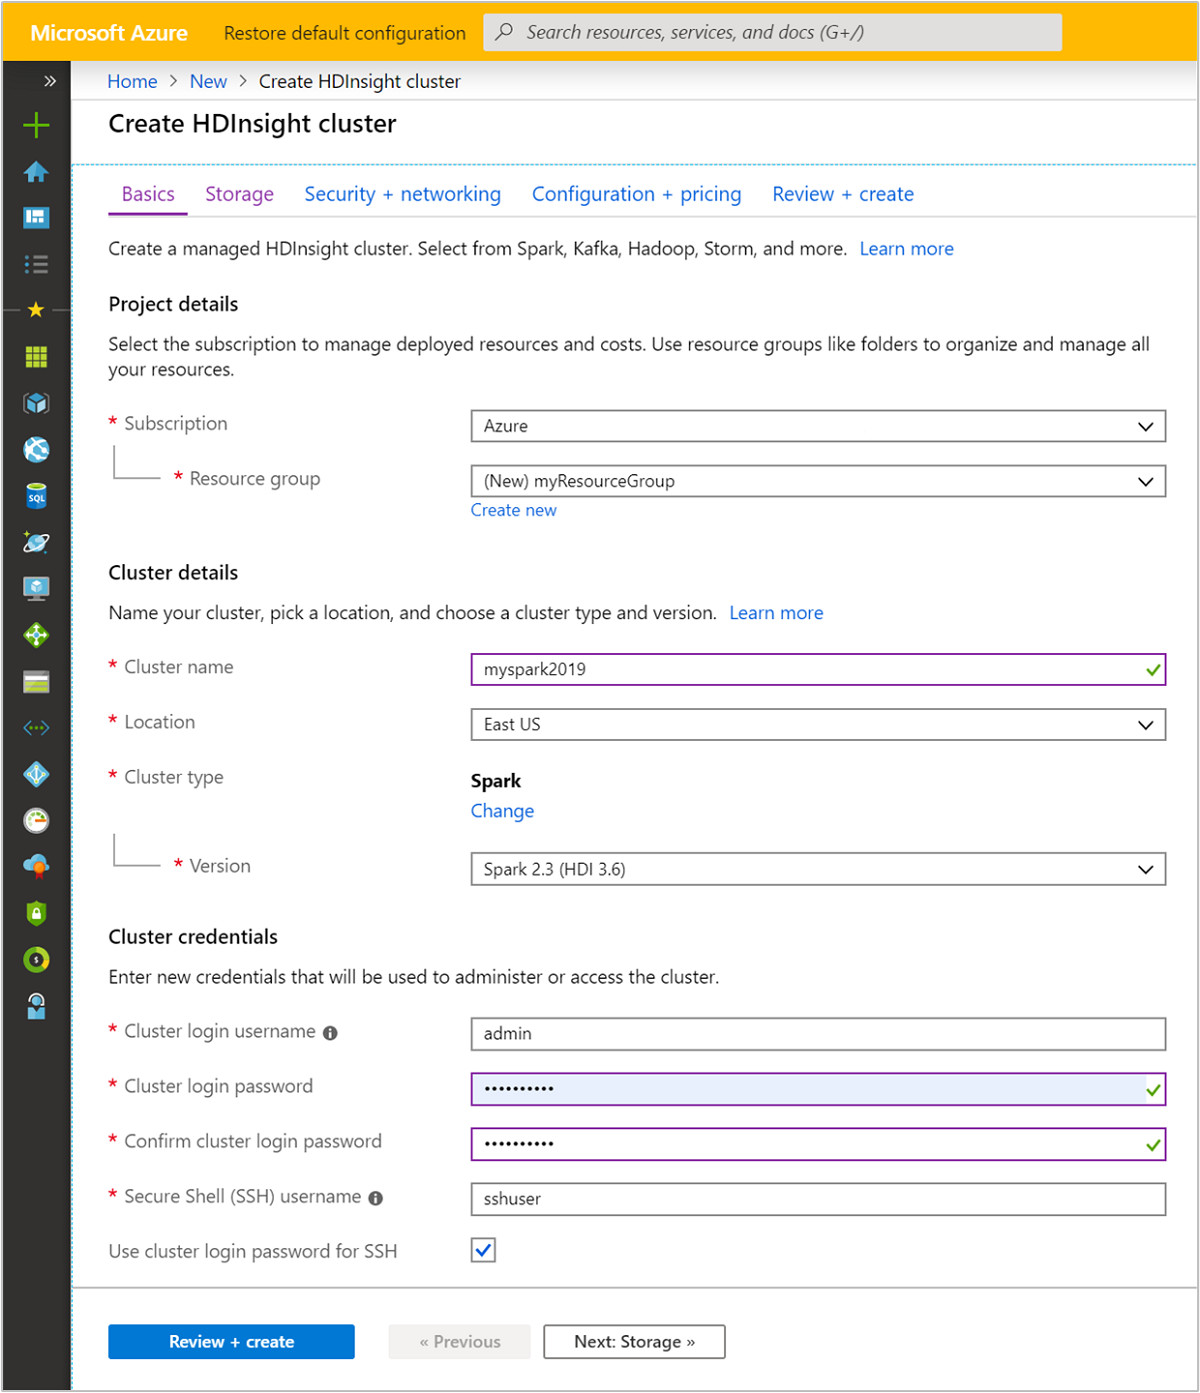 Microsoft Azure Restore default configuration Search resources, services, and docs (G+/)
» Home > New > Create HDInsight cluster
Create HDInsight cluster
Basics Storage Security + networking Configuration + pricing Review + create
Create a managed HDInsight cluster. Select from Spark, Kafka, Hadoop, Storm, and more. Learn more
Project details
Select the subscription to manage deployed resources and costs. Use resource groups like folders to organize and manage all
your resources.
* Subscription Azure
* Resource group (New) myResourceGroup
Create new
SQL
Cluster details
Name your cluster, pick a location, and choose a cluster type and version. Learn more
* Cluster name myspark2019
* Location East US
* Cluster type Spark
Change
* Version Spark 2.3 (HDI 3.6)
Cluster credentials
Enter new credentials that will be used to administer or access the cluster.
* Cluster login username admin
* Cluster login password ••••••••••
* Confirm cluster login password ••••••••••
* Secure Shell (SSH) username sshuser
Use cluster login password for SSH
Review + create « Previous Next: Storage »